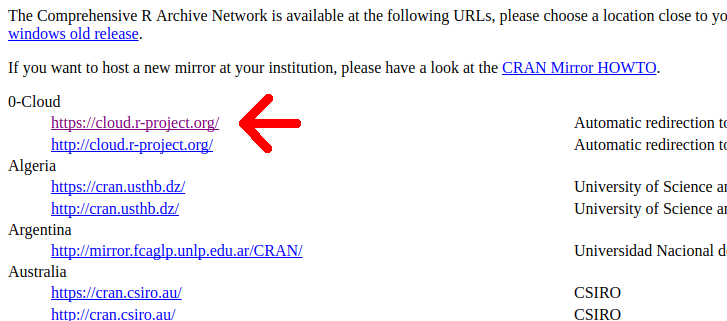 The Comprehensive R Archive Network is available at the following URLs, please choose a location close to
windows old release.
If you want to host a new mirror at your institution, please have a look at the CRAN Mirror HOWTO.
0-Cloud
https://cloud.r-project.org/ Automatic redirection to
http://cloud.r-project.org/ Automatic redirection to
Algeria
https://cran.usthb.dz/ University of Science
http://cran.usthb.dz/ University of Science
Argentina
http://mirror.fcaglp.unlp.edu.ar/CRAN/ Universidad Nacional
Australia
https://cran.csiro.au/ CSIRO
http://cran.csiro.au/ CSIRO